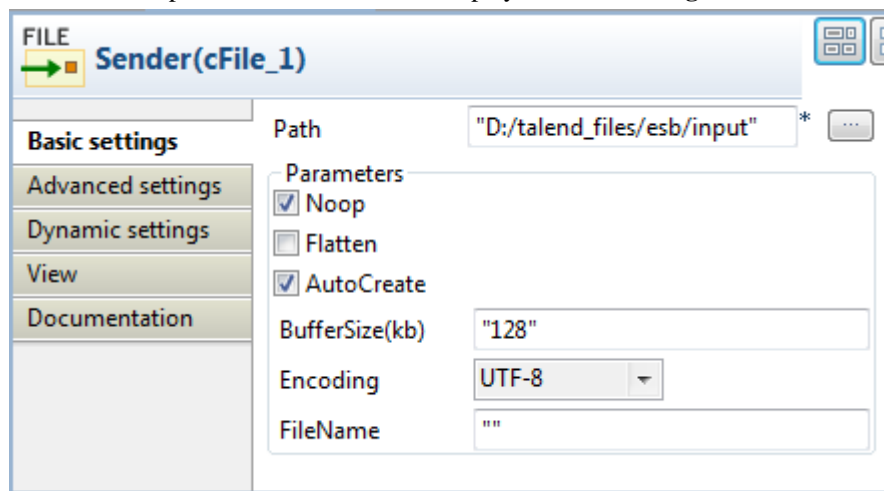 FILE
Sender(cFile_1)
Basic settings
Advanced settings
Dynamic settings
View
Documentation
Path "D:/talend_files/esb/input" * ...
Parameters
Noop
Flatten
AutoCreate
BufferSize(kb) "128"
Encoding UTF-8
FileName ""